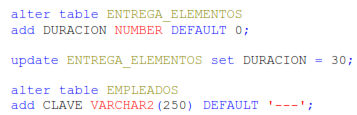 alter table ENTREGA_ELEMENTOS
add DURACION NUMBER DEFAULT 0;
update ENTREGA_ELEMENTOS set DURACION = 30;
alter table EMPLEADOS
add CLAVE VARCHAR2(250) DEFAULT '---';